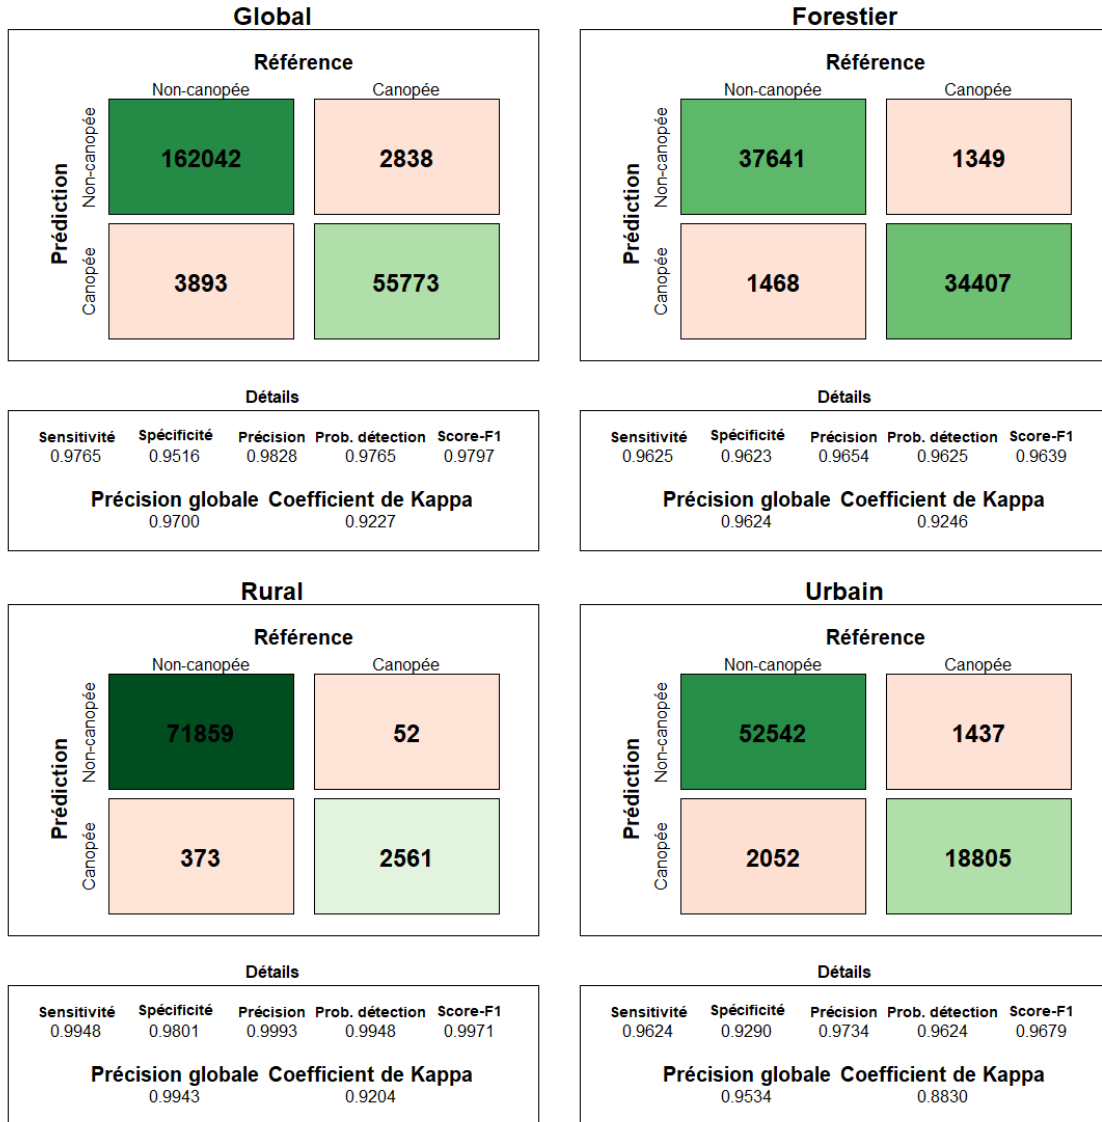 Global
Référence
Non-canopée Canopée
Prédiction
Non-canopée
162042 2838
Canopée
3893 55773
Détails
Sensitivité Spécificité Précision Prob. détection Score-F1
0.9765 0.9516 0.9828 0.9765 0.9797
Précision globale Coefficient de Kappa
0.9700 0.9227
Forestier
Référence
Non-canopée Canopée
Prédiction
Non-canopée
37641 1349
Canopée
1468 34407
Détails
Sensitivité Spécificité Précision Prob. détection Score-F1
0.9625 0.9623 0.9654 0.9625 0.9639
Précision globale Coefficient de Kappa
0.9624 0.9246
Rural
Référence
Non-canopée Canopée
Prédiction
Non-canopée
71859 52
Canopée
373 2561
Détails
Sensitivité Spécificité Précision Prob. détection Score-F1
0.9948 0.9801 0.9993 0.9948 0.9971
Précision globale Coefficient de Kappa
0.9943 0.9204
Urbain
Référence
Non-canopée Canopée
Prédiction
Non-canopée
52542 1437
Canopée
2052 18805
Détails
Sensitivité Spécificité Précision Prob. détection Score-F1
0.9624 0.9290 0.9734 0.9624 0.9679
Précision globale Coefficient de Kappa
0.9534 0.8830